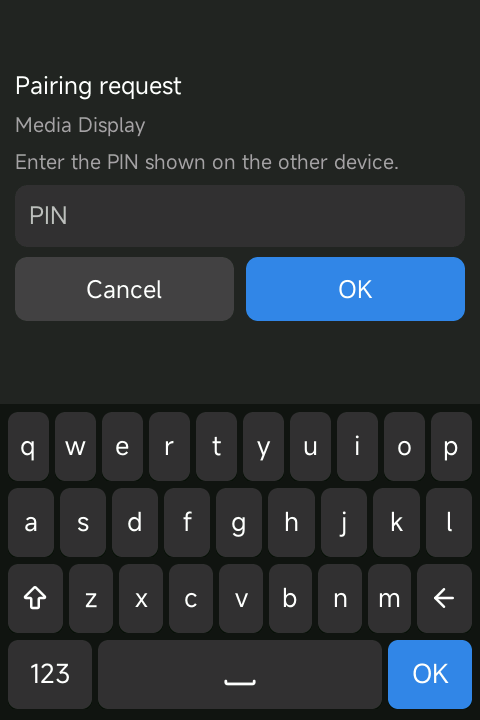 Pairing request
Media Display
Enter the PIN shown on the other device.
PIN
Cancel OK
q w e r t y u i o p
a s d f g h j k l
z x c v b n m
123 OK